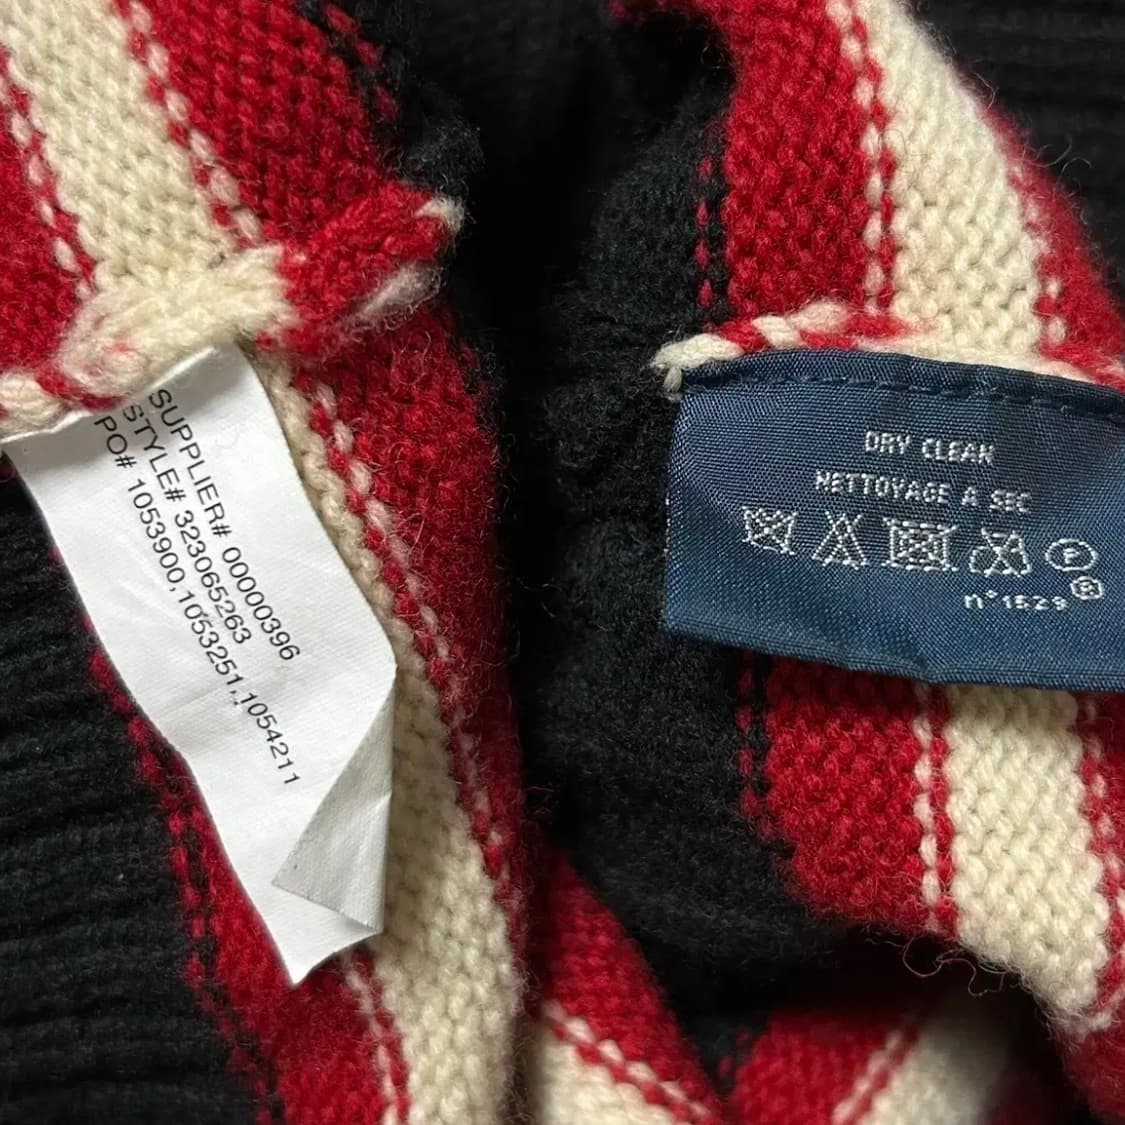 SUPPLIER# 00000396
STYLE# 323065263
PO# 1053900,1053251,1054211
DRY CLEAN
NETTOYAGE A SEC
P
n°1529 ®